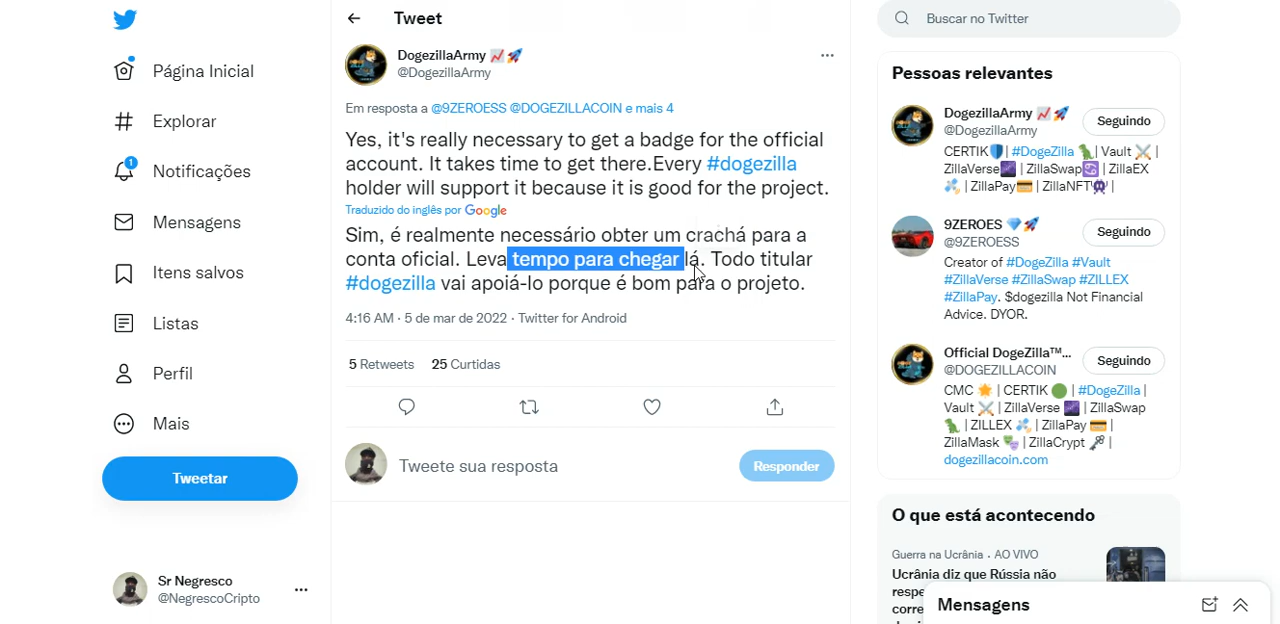 Página Inicial
Explorar
1
Notificações
Mensagens
Itens salvos
Listas
Perfil
Mais
Tweetar
Sr Negresco
@NegrescoCripto
Tweet
DogezillaArmy 📈🚀
@DogezillaArmy
Em resposta a @9ZEROESS @DOGEZILLACOIN e mais 4
Yes, it's really necessary to get a badge for the official
account. It takes time to get there.Every #dogezilla
holder will support it because it is good for the project.
Traduzido do inglês por Google
Sim, é realmente necessário obter um crachá para a
conta oficial. Leva tempo para chegar lá. Todo titular
#dogezilla vai apoiá-lo porque é bom para o projeto.
4:16 AM · 5 de mar de 2022 · Twitter for Android
5 Retweets 25 Curtidas
Tweete sua resposta
Responder
Buscar no Twitter
Pessoas relevantes
DogezillaArmy 📈🚀
@DogezillaArmy
Seguindo
CERTIK🛡️| #DogeZilla 🦖| Vault ⚔️ |
ZillaVerse🌌 | ZillaSwap♋ | ZillaEX
💫 | ZillaPay💳 | ZillaNFT👾 |
9ZEROES 💎🚀
@9ZEROESS
Seguindo
Creator of #DogeZilla #Vault
#ZillaVerse #ZillaSwap #ZILLEX
#ZillaPay. $dogezilla Not Financial
Advice. DYOR.
Official DogeZilla™...
@DOGEZILLACOIN
Seguindo
CMC ☀️ | CERTIK 🟢 | #DogeZilla |
Vault ⚔️ | ZillaVerse 🌌 | ZillaSwap
🦖 | ZILLEX 💫 | ZillaPay 💳 |
ZillaMask 🎭 | ZillaCrypt 🗝️ |
dogezillacoin.com
O que está acontecendo
Guerra na Ucrânia · AO VIVO
Ucrânia diz que Rússia não
Mensagens